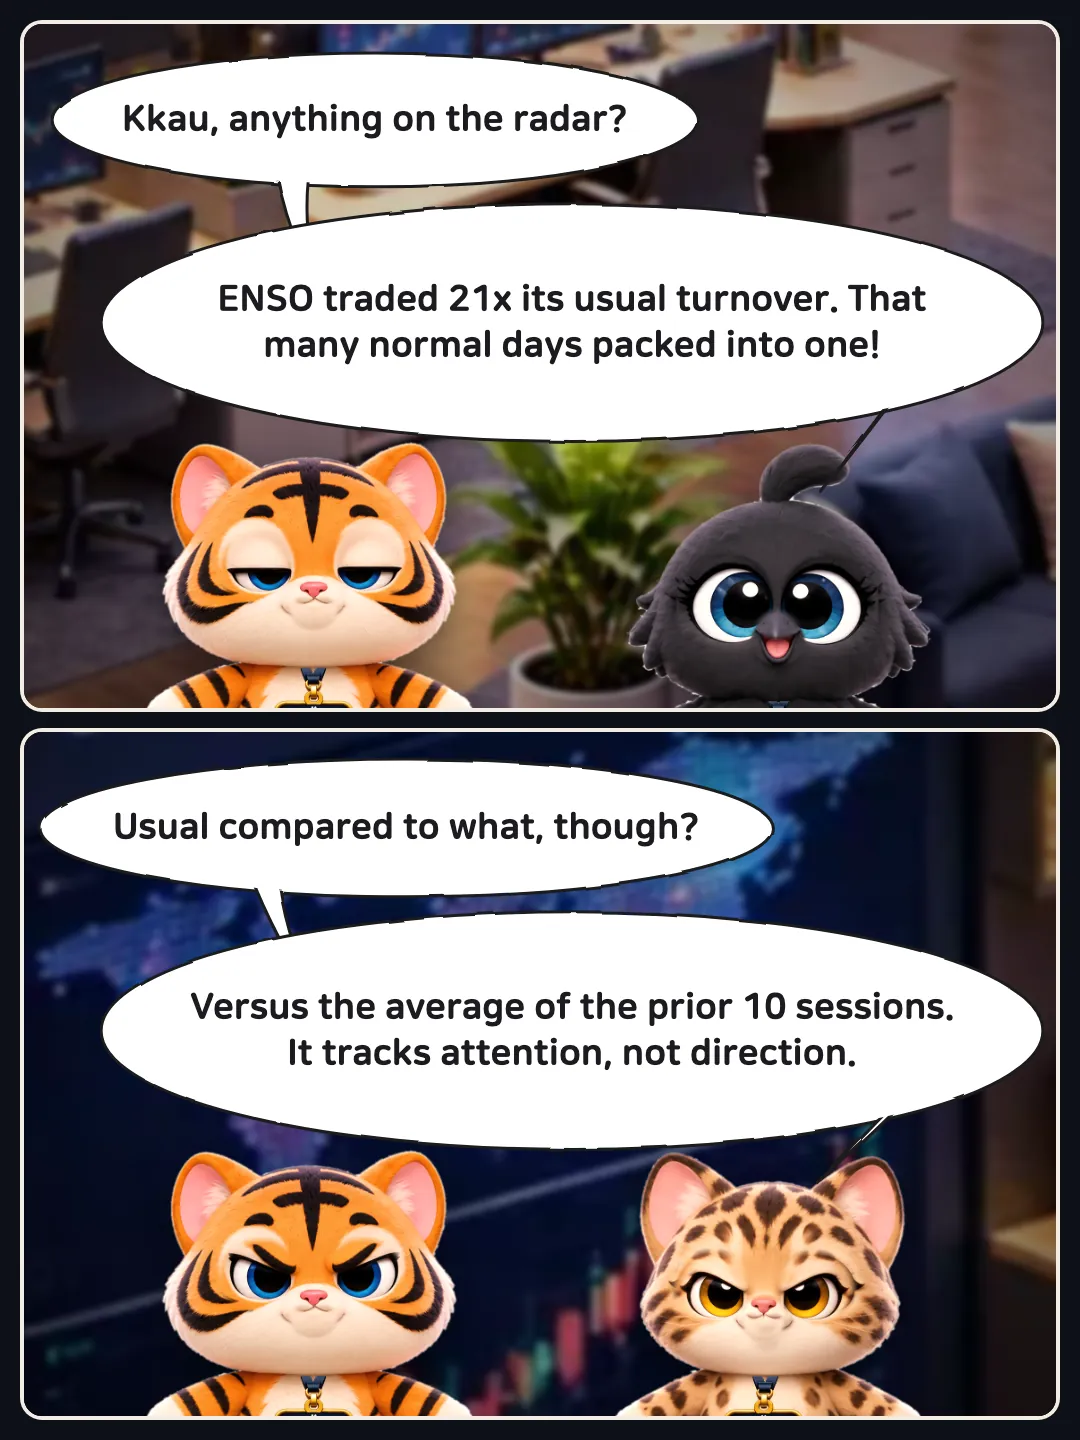 Kkau, anything on the radar?
ENSO traded 21x its usual turnover. That
many normal days packed into one!
Usual compared to what, though?
Versus the average of the prior 10 sessions.
It tracks attention, not direction.